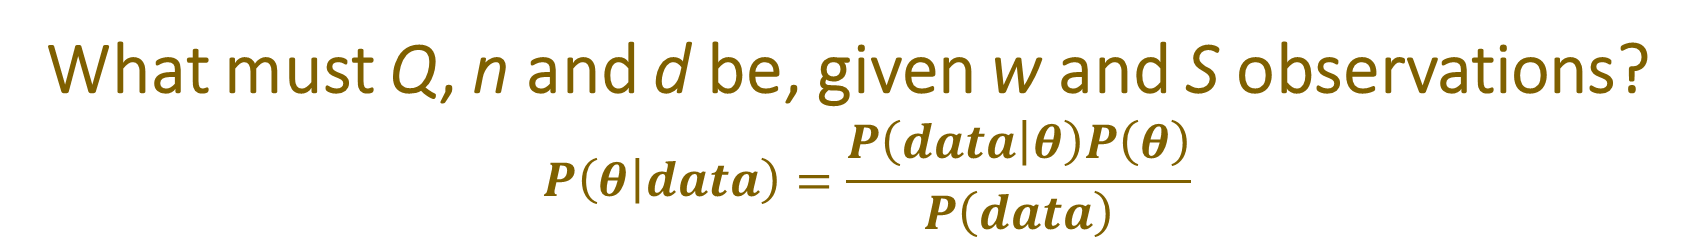 What must Q, n and d be, given w and S observations?
P(θ|data) = P(data|θ)P(θ) / P(data)